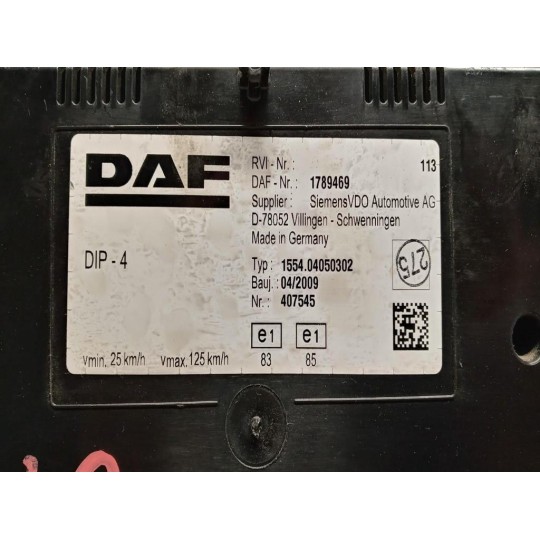 DAF
DIP - 4
vmin. 25 km/h vmax. 125 km/h
RVI - Nr. : 113
DAF - Nr. : 1789469
Supplier : SiemensVDO Automotive AG
D-78052 Villingen - Schwenningen
Made in Germany
Typ : 1554.04050302
Bauj. : 04/2009
Nr. : 407545
275
e1 e1
83 85